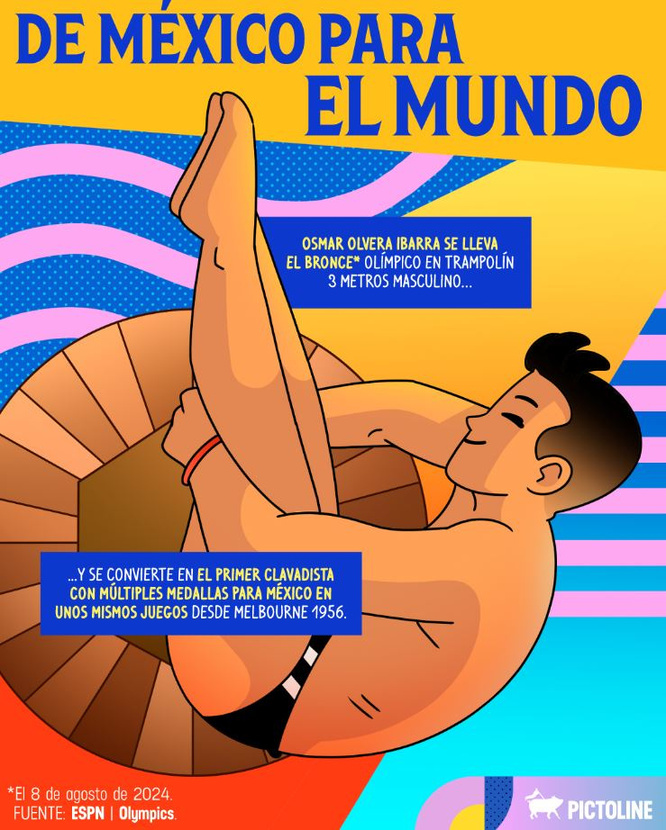 DE MÉXICO PARA
EL MUNDO
OSMAR OLVERA IBARRA SE LLEVA
EL BRONCE* OLÍMPICO EN TRAMPOLÍN
3 METROS MASCULINO...
...Y SE CONVIERTE EN EL PRIMER CLAVADISTA
CON MÚLTIPLES MEDALLAS PARA MÉXICO EN
UNOS MISMOS JUEGOS DESDE MELBOURNE 1956.
*El 8 de agosto de 2024.
FUENTE: ESPN | Olympics.
PICTOLINE